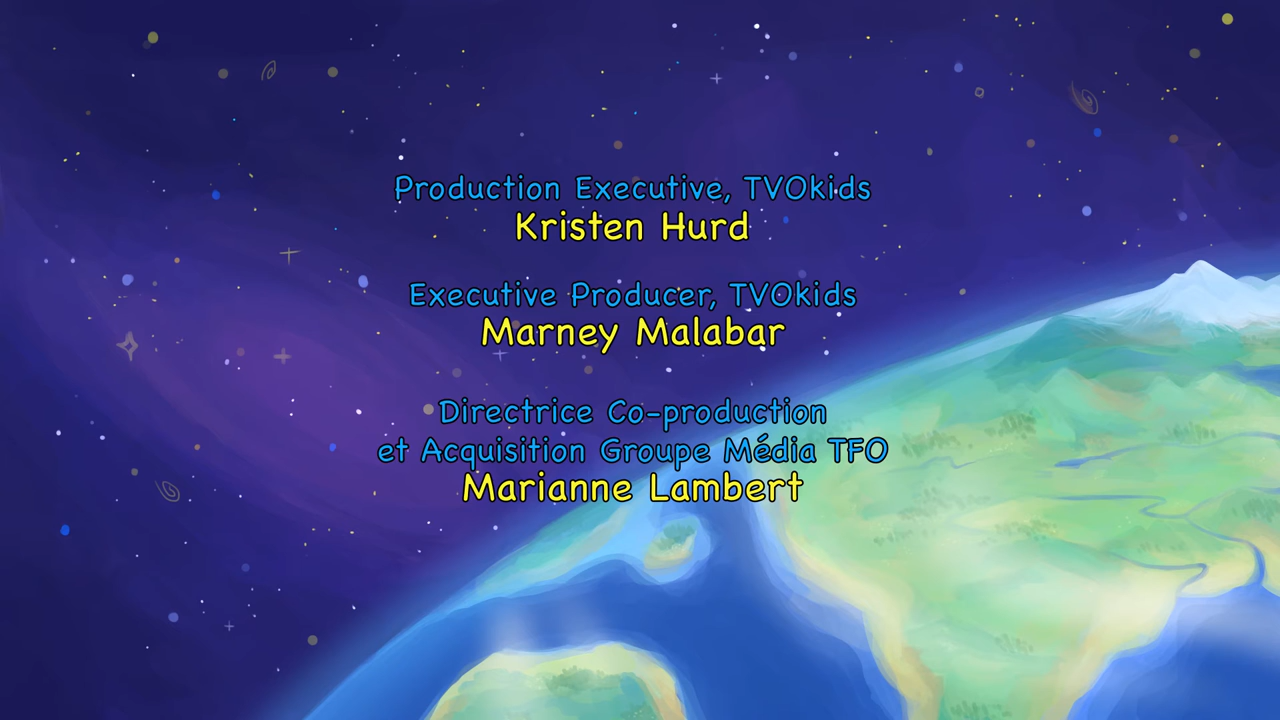 Production Executive, TVOkids
Kristen Hurd
Executive Producer, TVOkids
Marney Malabar
Directrice Co-production
et Acquisition Groupe Média TFO
Marianne Lambert